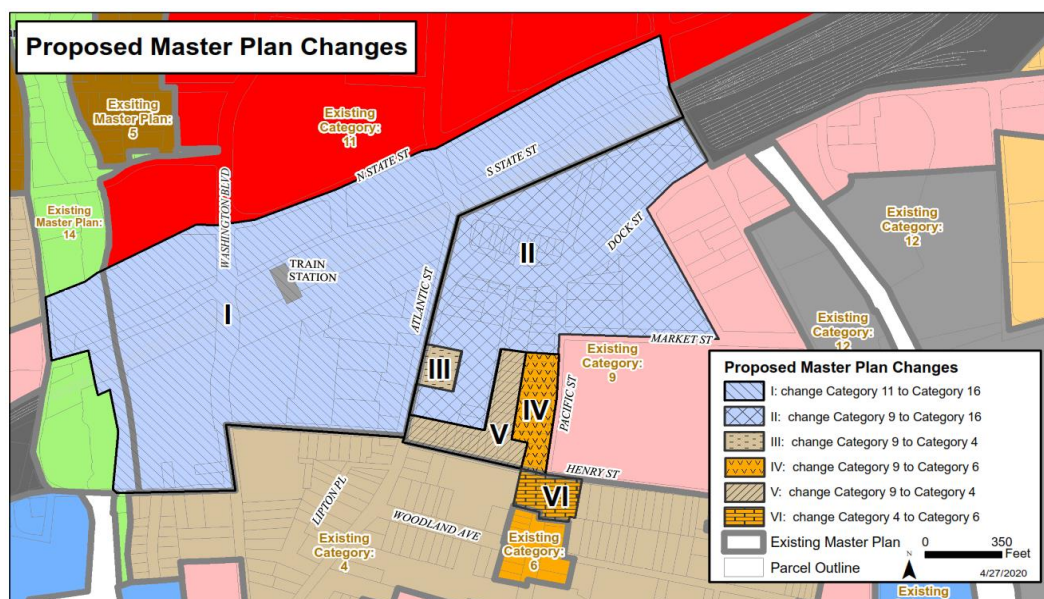 Proposed Master Plan Changes
Exsiting
Master Plan:
5
Existing
Category:
11
N STATE ST
S STATE ST
WASHINGTON BLVD
Existing
Master Plan:
14
TRAIN
STATION
I
ATLANTIC ST
II
DOCK ST
Existing
Category:
12
Existing
Category:
12
MARKET ST
III
Existing
Category:
9
IV
PACIFIC ST
V
HENRY ST
VI
LIPTON PL
WOODLAND AVE
Existing
Category:
4
Existing
Category:
6
Proposed Master Plan Changes
I: change Category 11 to Category 16
II: change Category 9 to Category 16
III: change Category 9 to Category 4
IV: change Category 9 to Category 6
V: change Category 9 to Category 4
VI: change Category 4 to Category 6
Existing Master Plan
Parcel Outline
N
0 350
Feet
4/27/2020
Existing